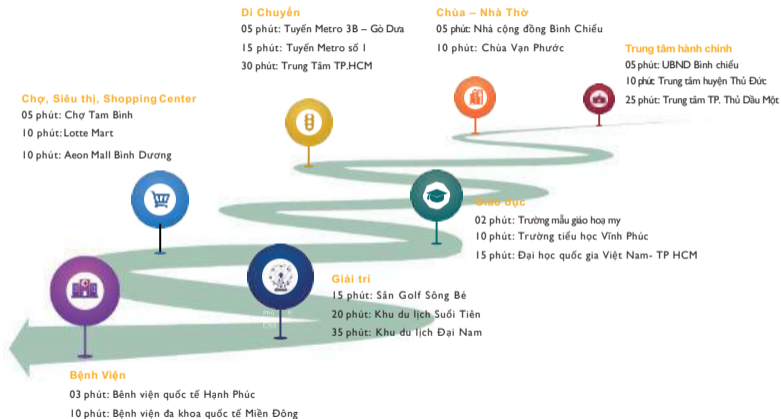 Di Chuyển
05 phút: Tuyến Metro 3B – Gò Dưa
15 phút: Tuyến Metro số 1
30 phút: Trung Tâm TP.HCM
Chùa – Nhà Thờ
05 phút: Nhà cộng đồng Bình Chiểu
10 phút: Chùa Vạn Phước
Trung tâm hành chính
05 phút: UBND Bình chiểu
10 phút: Trung tâm huyện Thủ Đức
25 phút: Trung tâm TP. Thủ Dầu Một
Chợ, Siêu thị, Shopping Center
05 phút: Chợ Tam Bình
10 phút: Lotte Mart
10 phút: Aeon Mall Bình Dương
Giáo dục
02 phút: Trường mẫu giáo hoạ my
10 phút: Trường tiểu học Vĩnh Phúc
15 phút: Đại học quốc gia Việt Nam- TP HCM
Giải trí
15 phút: Sân Golf Sông Bé
20 phút: Khu du lịch Suối Tiên
35 phút: Khu du lịch Đại Nam
Bệnh Viện
03 phút: Bênh viện quốc tế Hạnh Phúc
10 phút: Bệnh viện đa khoa quốc tế Miền Đông